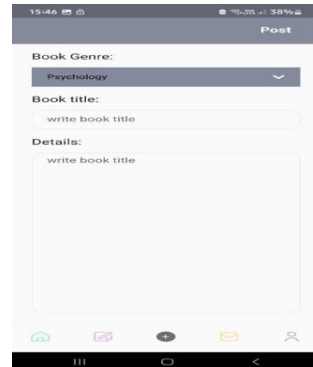 15:46 38%
Post
Book Genre:
Psychology
Book title:
write book title
Details:
write book title